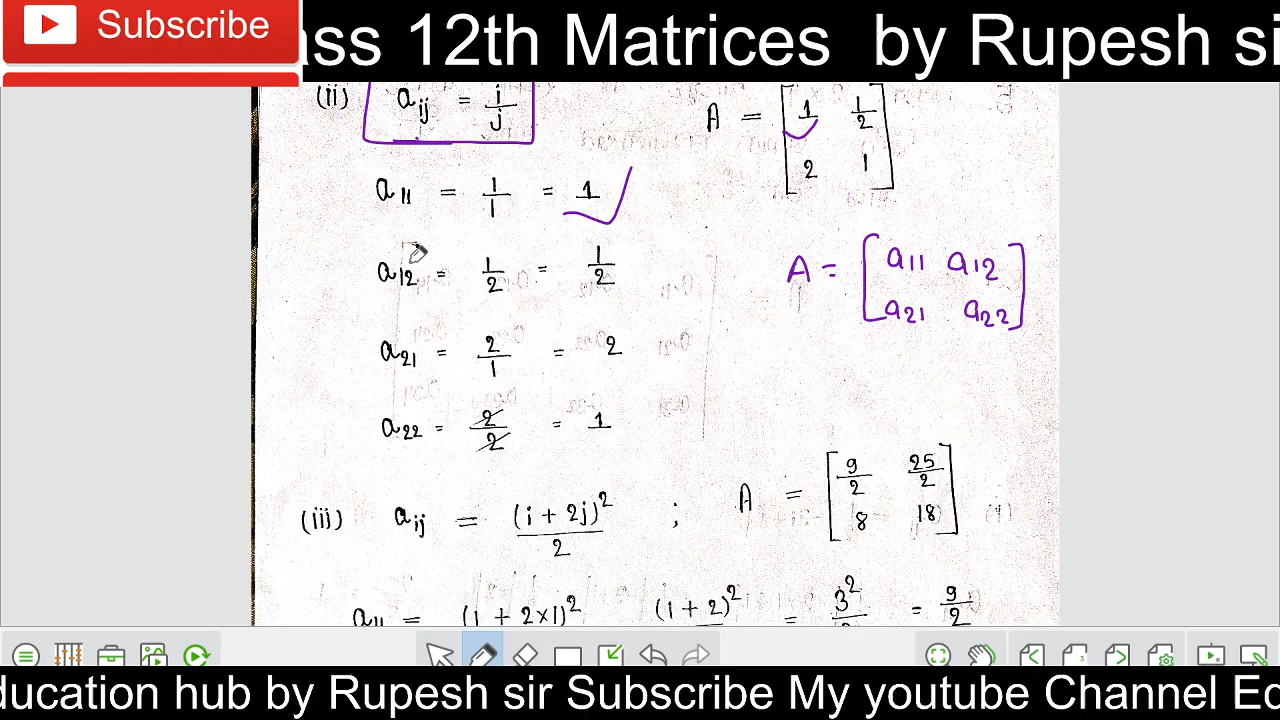 Subscribe
ass 12th Matrices by Rupesh si
(ii) aij = i/j
A = [1 1/2
2 1]
a11 = 1/1 = 1
a12 = 1/2 = 1/2
A = [a11 a12
a21 a22]
a21 = 2/1 = 2
a22 = 2/2 = 1
(iii) aij = (i + 2j)²/2 ; A = [9/2 25/2
8 18]
a11 = (1 + 2×1)² (1 + 2)² = 3² = 9/2
ducation hub by Rupesh sir Subscribe My youtube Channel Ed